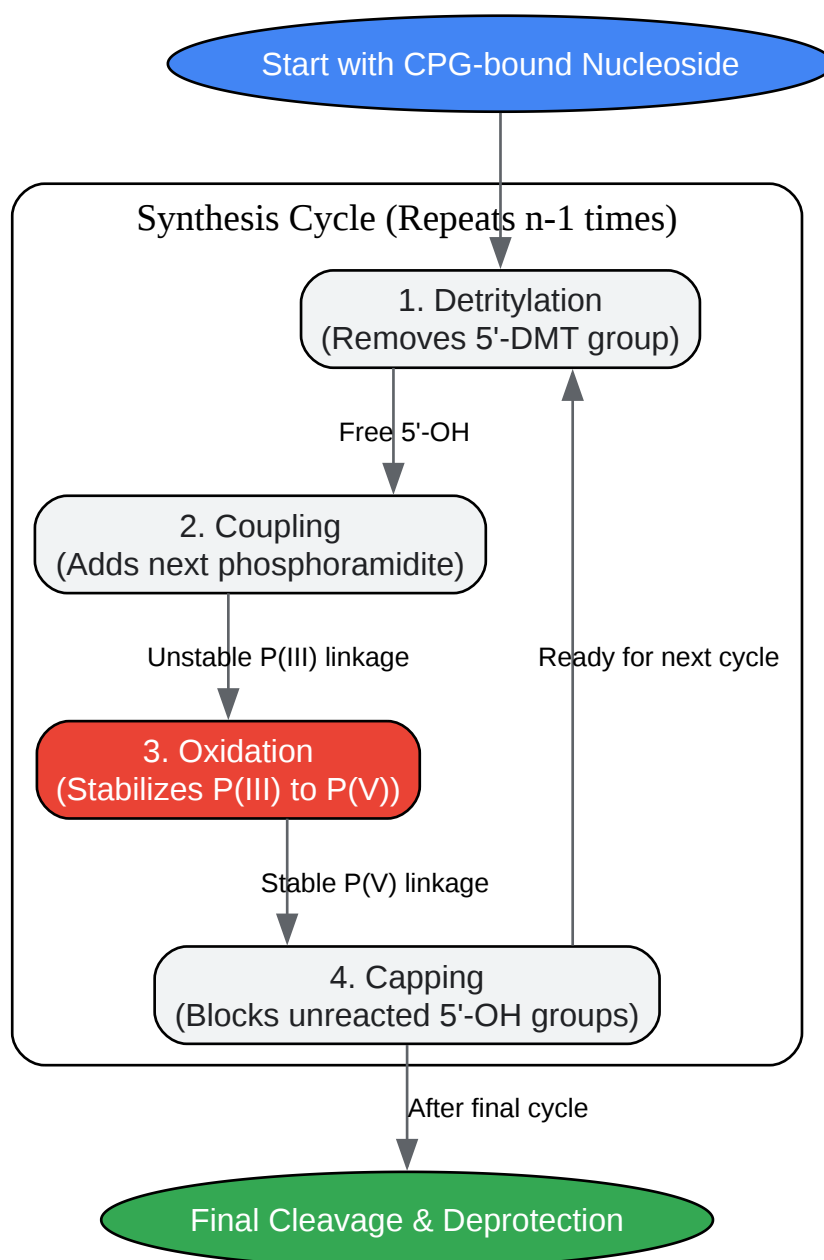 Start with CPG-bound Nucleoside
Synthesis Cycle (Repeats n-1 times)
1. Detritylation
(Removes 5'-DMT group)
Free 5'-OH
2. Coupling
(Adds next phosphoramidite)
Unstable P(III) linkage
Ready for next cycle
3. Oxidation
(Stabilizes P(III) to P(V))
Stable P(V) linkage
4. Capping
(Blocks unreacted 5'-OH groups)
After final cycle
Final Cleavage & Deprotection